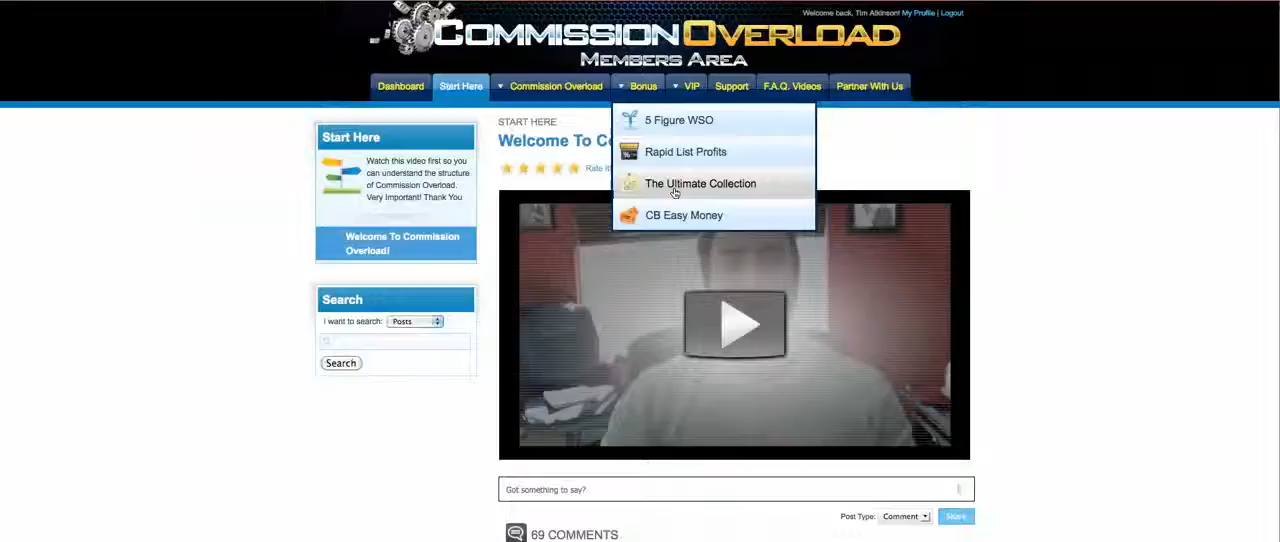 Welcome back, Tim Atkinson! My Profile | Logout
COMMISSIONOVERLOAD
MEMBERS AREA
Dashboard Start Here Commission Overload Bonus VIP Support F.A.Q. Videos Partner With Us
5 Figure WSO
Rapid List Profits
The Ultimate Collection
CB Easy Money
Start Here
Watch this video first so you
can understand the structure
of Commission Overload.
Very Important! Thank You
Welcome To Commission
Overload!
Search
I want to search: Posts
Search
START HERE
Welcome To Co
Rate it
Got something to say?
Post Type: Comment Share
69 COMMENTS